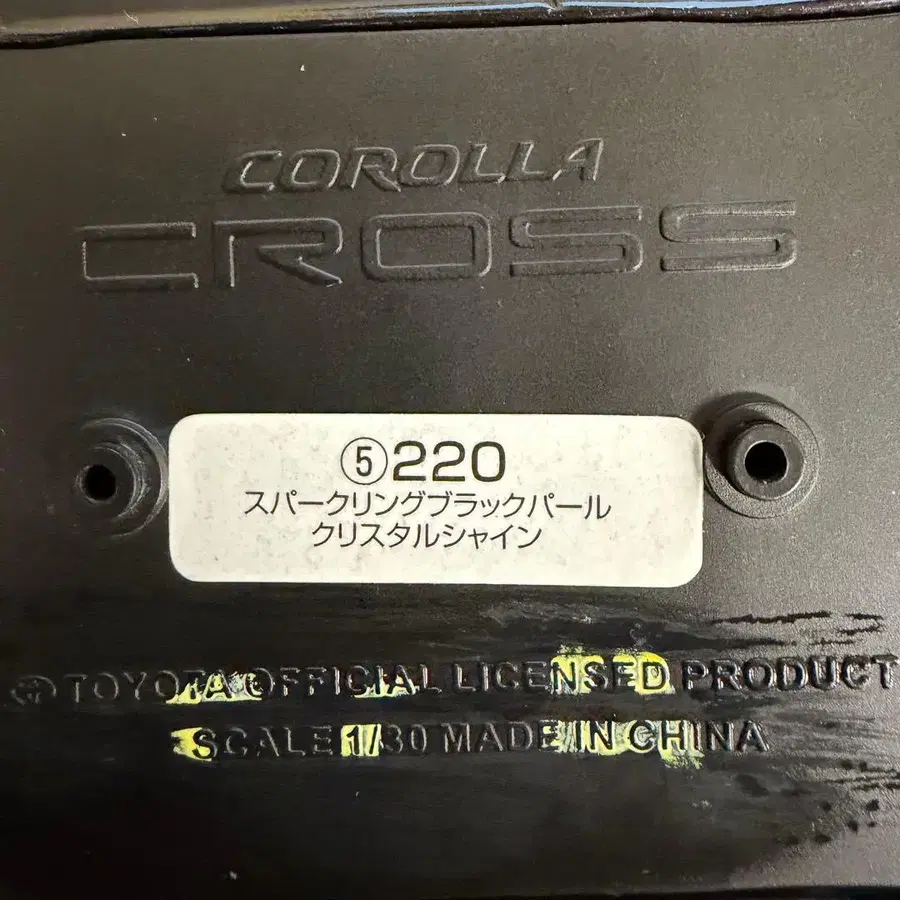 COROLLA
CROSS
⑤220
スパークリングブラックパール
クリスタルシャイン
TOYOTA OFFICIAL LICENSED PRODUCT
SCALE 1/30 MADE IN CHINA